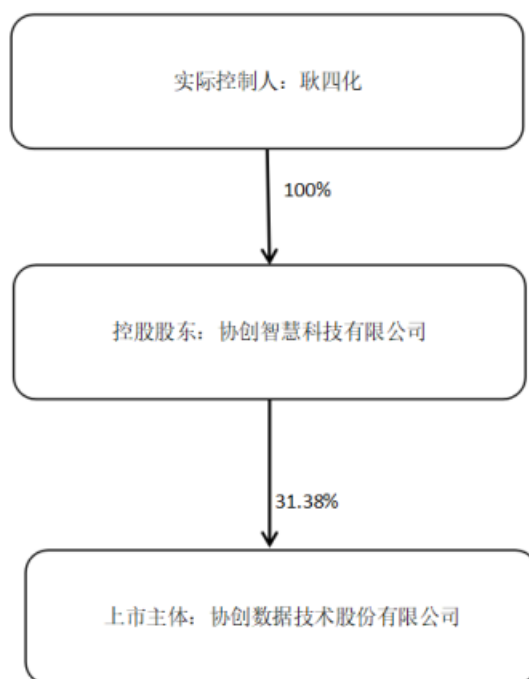 实际控制人：耿四化
100%
控股股东：协创智慧科技有限公司
31.38%
上市主体：协创数据技术股份有限公司